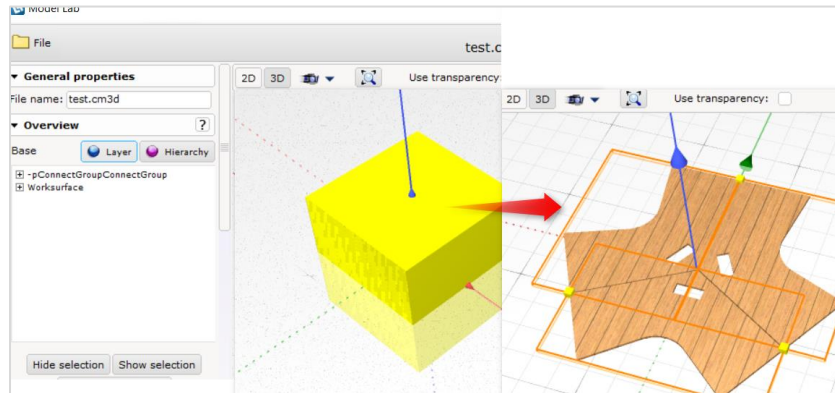 Model Lab
File
test.c
General properties
File name: test.cm3d
Overview
?
Base
Layer
Hierarchy
-pConnectGroupConnectGroup
Worksurface
Hide selection
Show selection
2D
3D
Use transparency:
2D
3D
Use transparency: